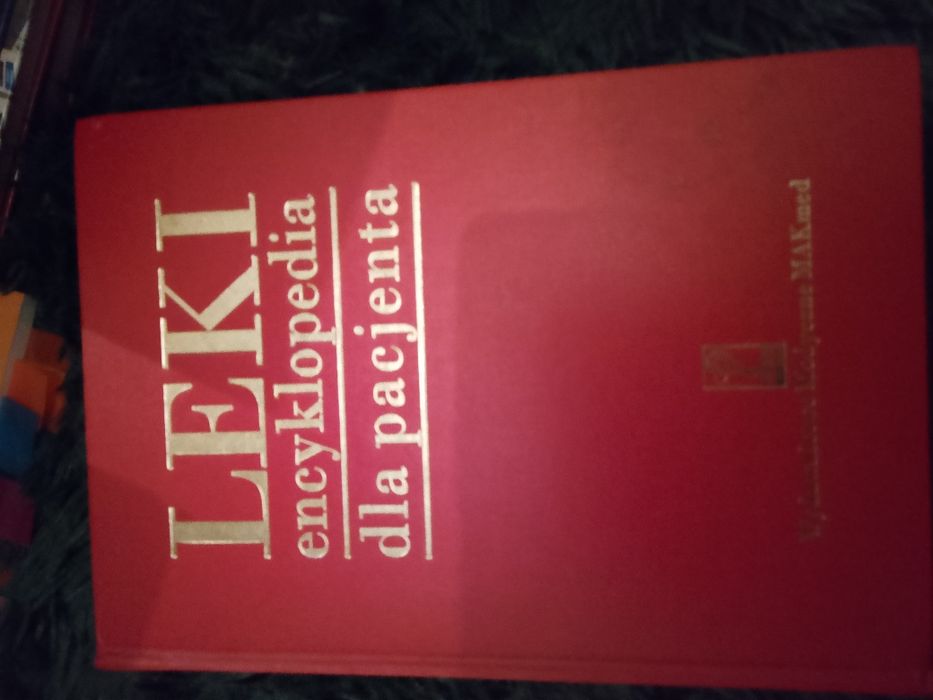 LEKI
encyklopedia
dla pacjenta
Wydawnictwo Medyczne MAKmed